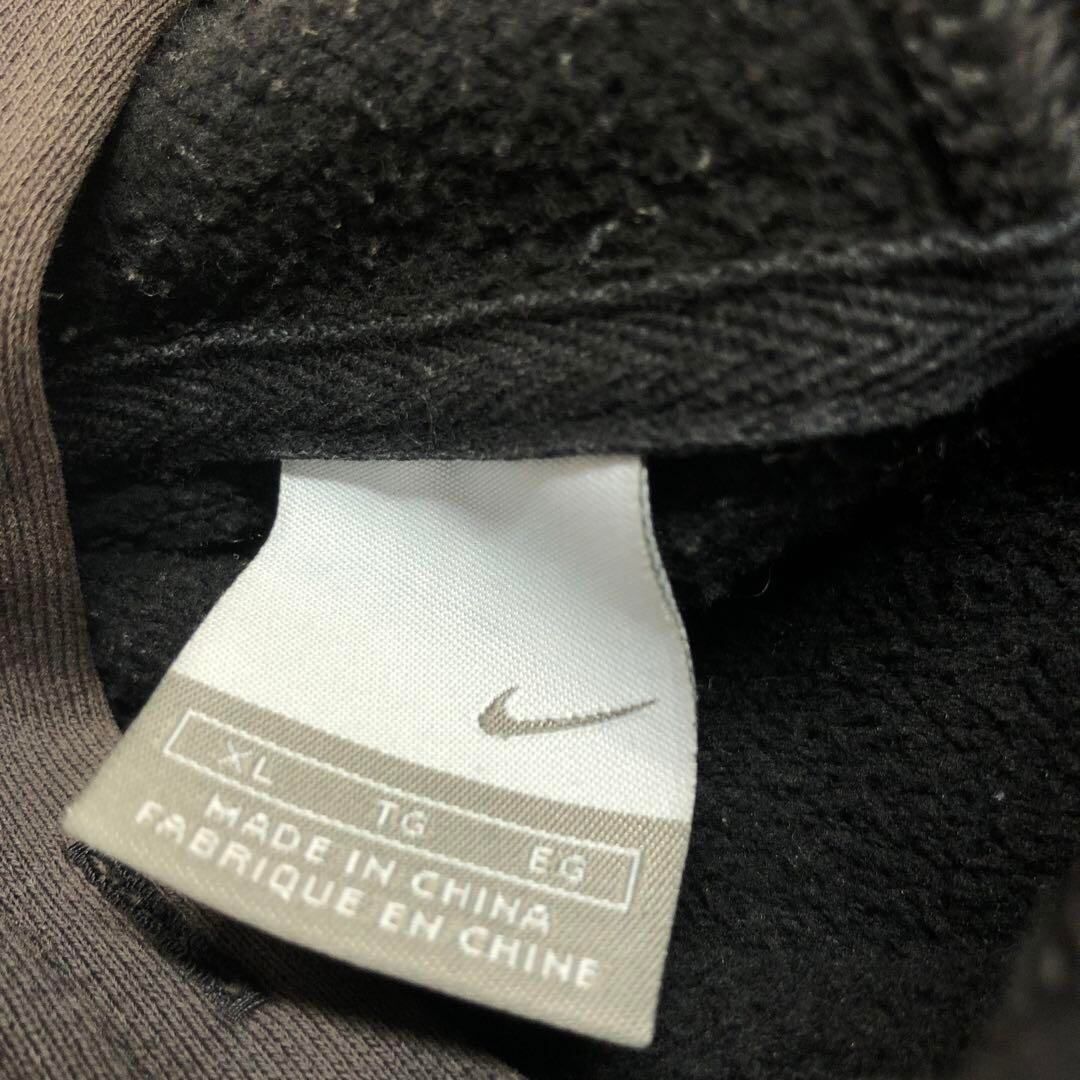 XL TG EG
MADE IN CHINA
FABRIQUE EN CHINE